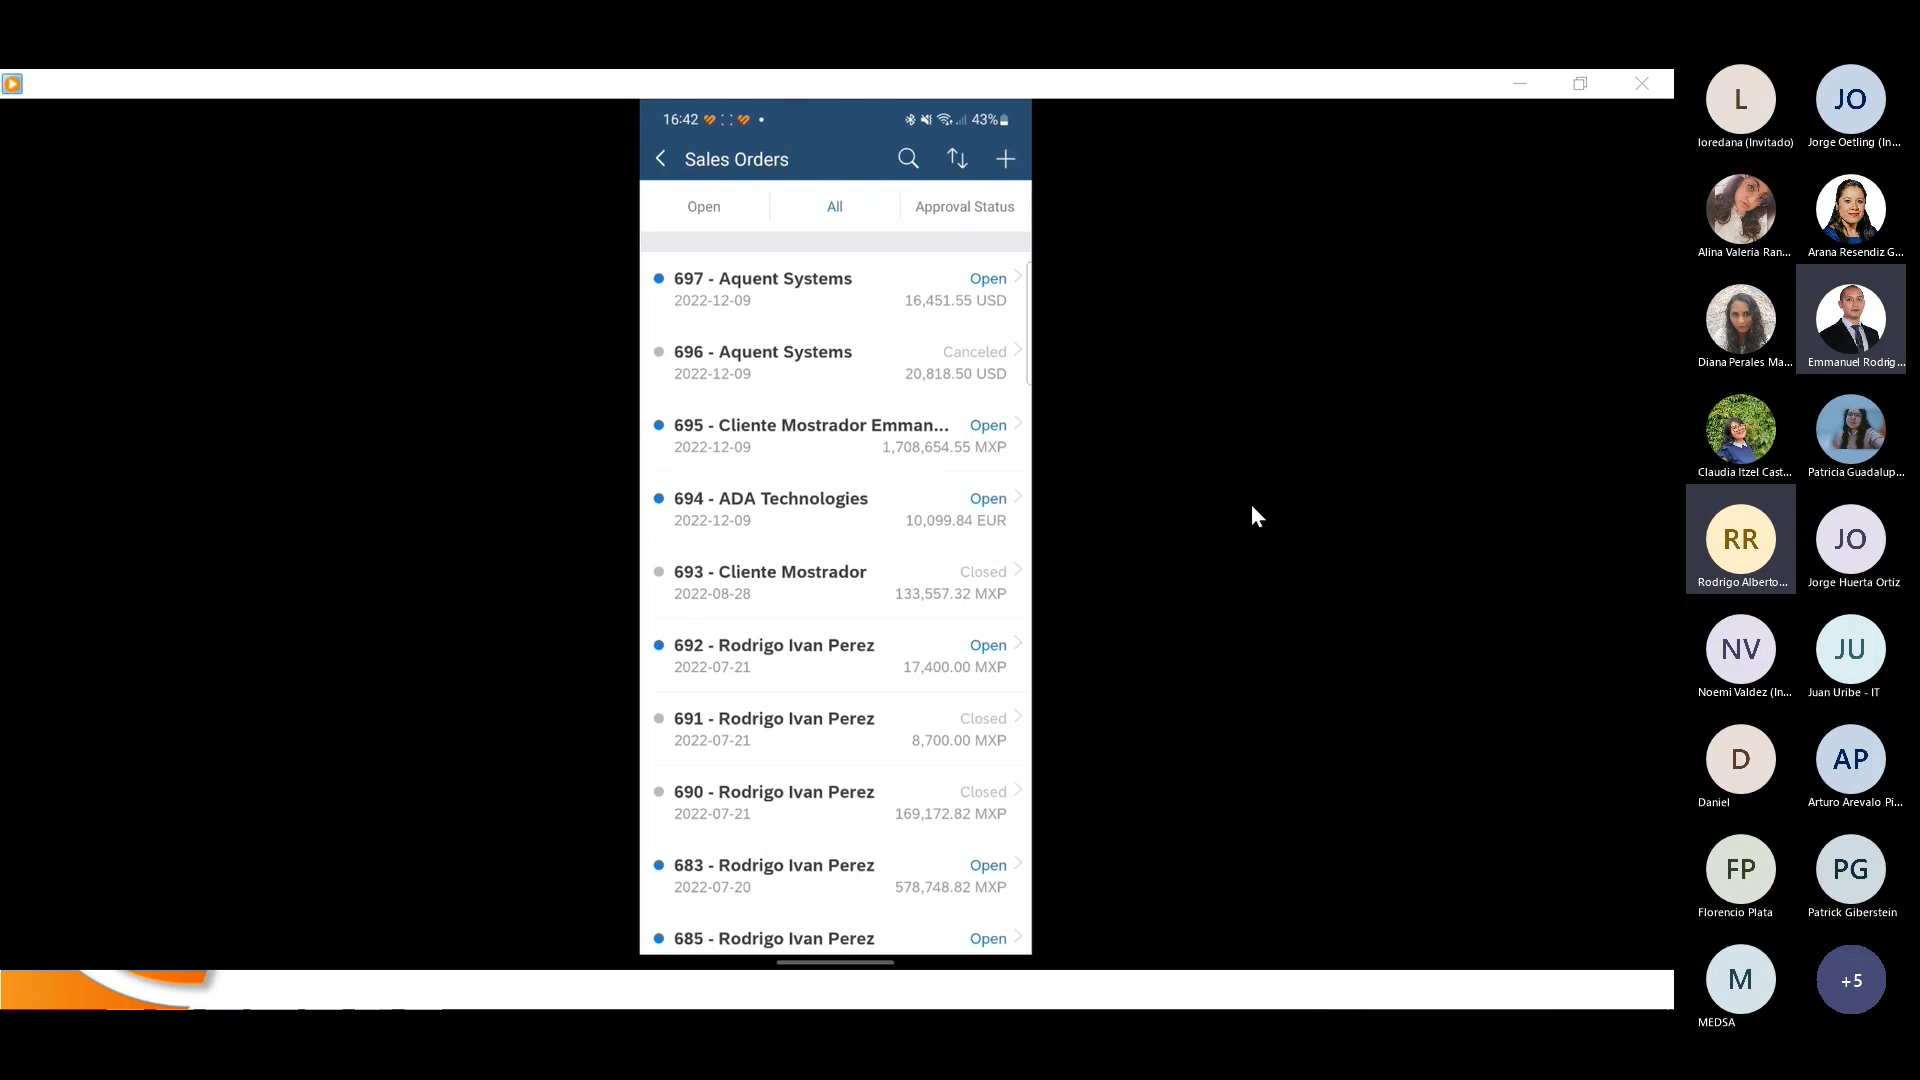 16:42
43%
Sales Orders
Open
All
Approval Status
697 - Aquent Systems
Open
2022-12-09
16,451.55 USD
696 - Aquent Systems
Canceled
2022-12-09
20,818.50 USD
695 - Cliente Mostrador Emman...
Open
2022-12-09
1,708,654.55 MXP
694 - ADA Technologies
Open
2022-12-09
10,099.84 EUR
693 - Cliente Mostrador
Closed
2022-08-28
133,557.32 MXP
692 - Rodrigo Ivan Perez
Open
2022-07-21
17,400.00 MXP
691 - Rodrigo Ivan Perez
Closed
2022-07-21
8,700.00 MXP
690 - Rodrigo Ivan Perez
Closed
2022-07-21
169,172.82 MXP
683 - Rodrigo Ivan Perez
Open
2022-07-20
578,748.82 MXP
685 - Rodrigo Ivan Perez
Open
L
JO
loredana (Invitado)
Jorge Oetling (In...
Alina Valeria Ran...
Arana Resendiz G...
Diana Perales Ma...
Emmanuel Rodrig...
Claudia Itzel Cast...
Patricia Guadalup...
RR
JO
Rodrigo Alberto...
Jorge Huerta Ortiz
NV
JU
Noemi Valdez (In...
Juan Uribe - IT
D
AP
Daniel
Arturo Arevalo Pi...
FP
PG
Florencio Plata
Patrick Giberstein
M
+5
MEDSA